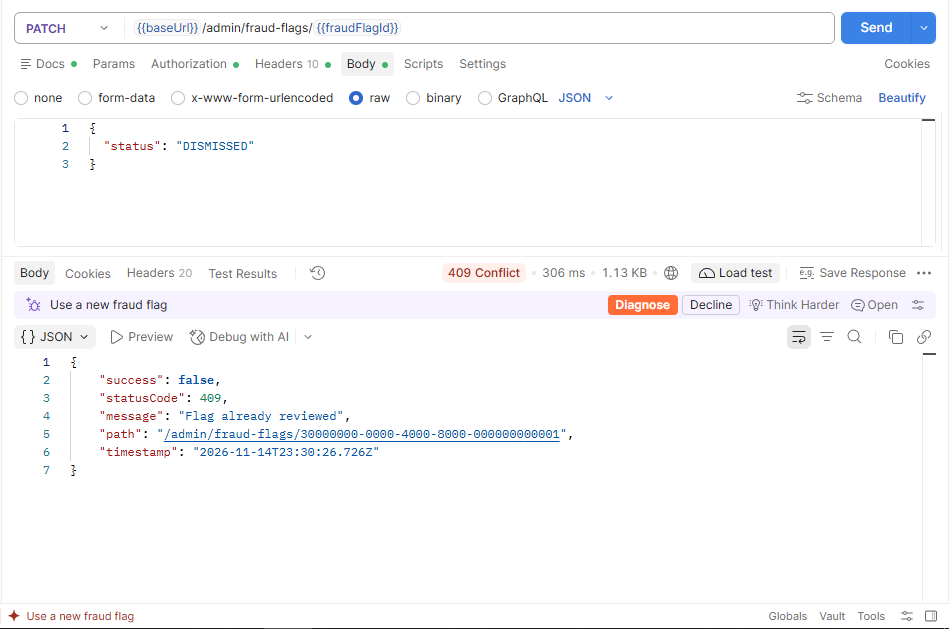 PATCH {{baseUrl}} /admin/fraud-flags/ {{fraudFlagId}} Send
Docs Params Authorization Headers 10 Body Scripts Settings Cookies
none form-data x-www-form-urlencoded raw binary GraphQL JSON Schema Beautify
1 {
2 "status": "DISMISSED"
3 }
Body Cookies Headers 20 Test Results 409 Conflict 306 ms 1.13 KB Load test e.g. Save Response
Use a new fraud flag Diagnose Decline Think Harder Open
{} JSON Preview Debug with AI
1 {
2 "success": false,
3 "statusCode": 409,
4 "message": "Flag already reviewed",
5 "path": "/admin/fraud-flags/30000000-0000-4000-8000-000000000001",
6 "timestamp": "2026-11-14T23:30:26.726Z"
7 }
Use a new fraud flag Globals Vault Tools